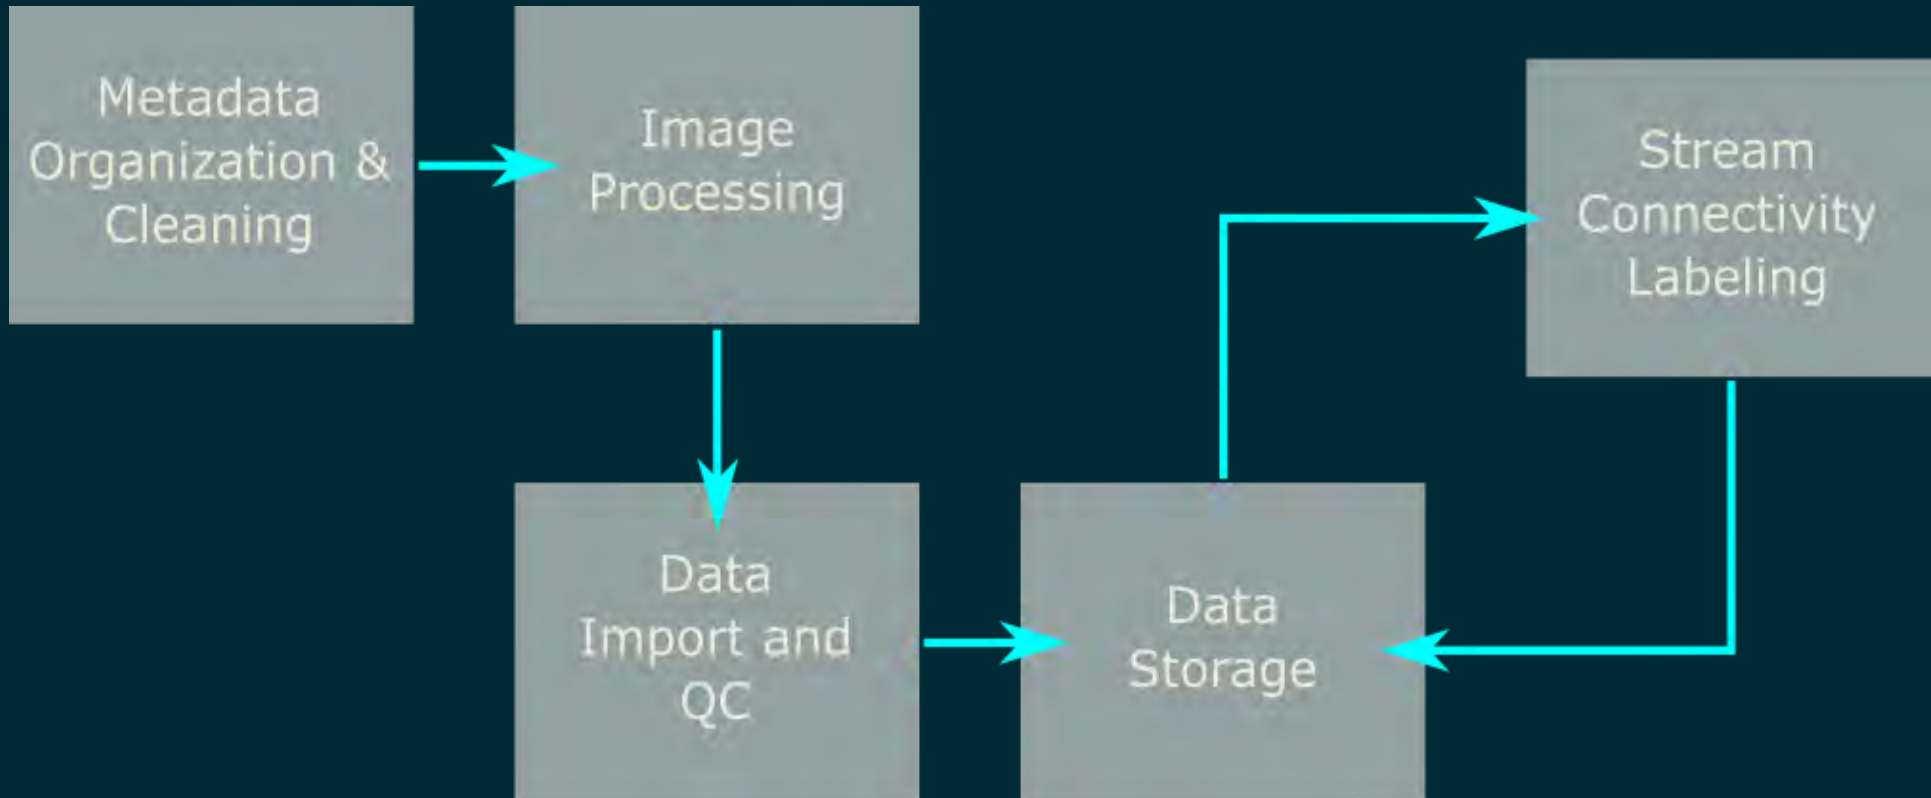 Metadata
Organization &
Cleaning
Image
Processing
Stream
Connectivity
Labeling
Data
Import and
QC
Data
Storage